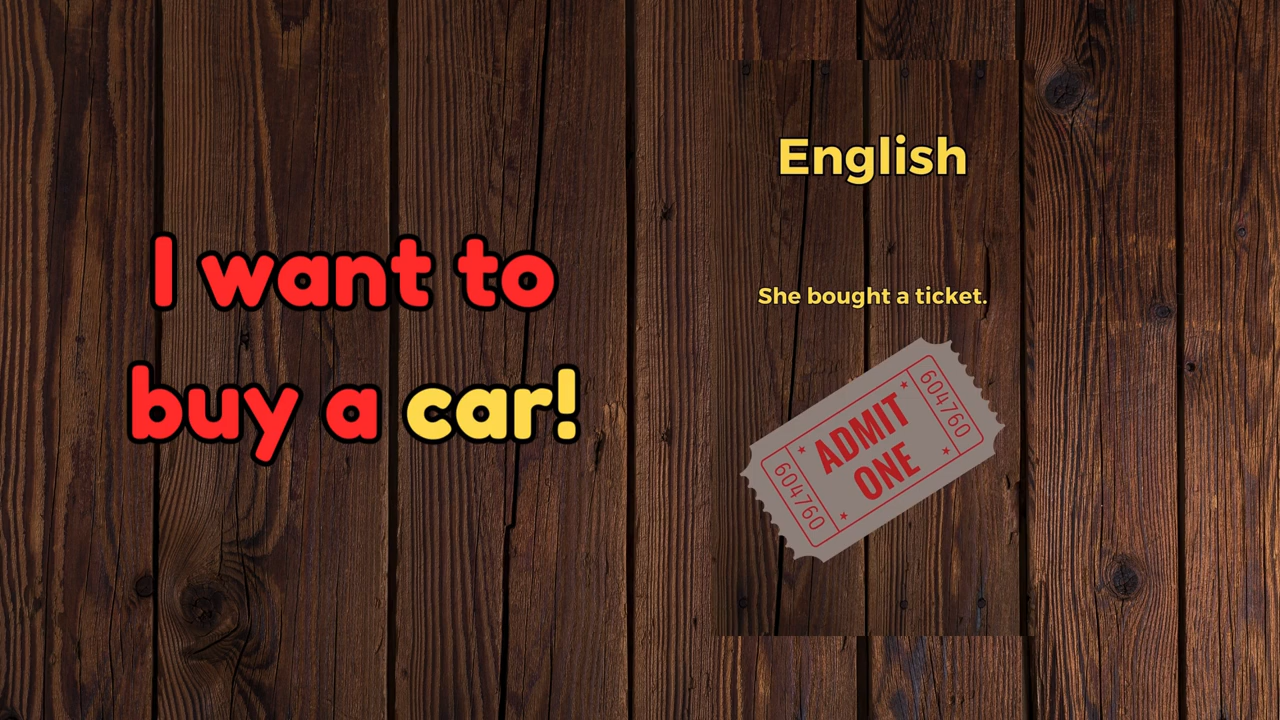 I want to
buy a car!
English
She bought a ticket.
604760
ADMIT
ONE
604760